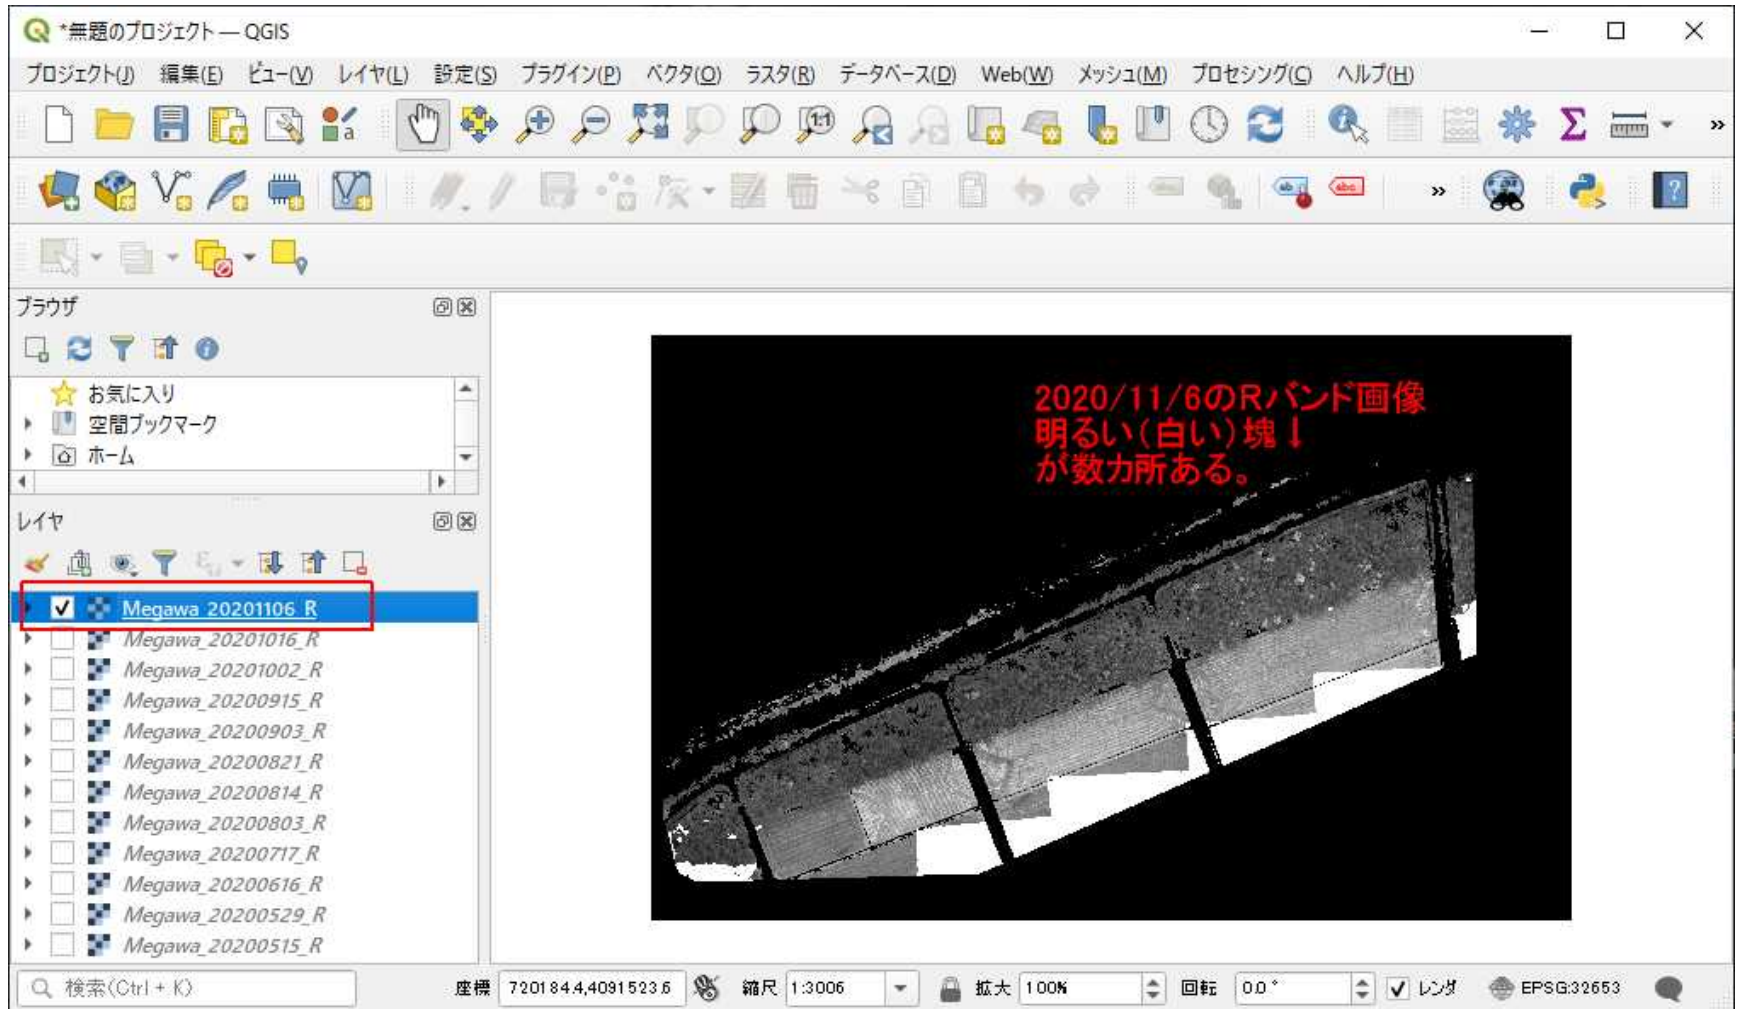 *無題のプロジェクト — QGIS
プロジェクト(J) 編集(E) ビュー(V) レイヤ(L) 設定(S) プラグイン(P) ベクタ(O) ラスタ(R) データベース(D) Web(W) メッシュ(M) プロセシング(C) ヘルプ(H)
ブラウザ
お気に入り
空間ブックマーク
ホーム
レイヤ
Megawa_20201106_R
Megawa_20201016_R
Megawa_20201002_R
Megawa_20200915_R
Megawa_20200903_R
Megawa_20200821_R
Megawa_20200814_R
Megawa_20200803_R
Megawa_20200717_R
Megawa_20200616_R
Megawa_20200529_R
Megawa_20200515_R
2020/11/6のRバンド画像
明るい(白い)塊↓
が数カ所ある。
検索(Ctrl + K) 座標 720184.4,4091523.6 縮尺 1:3006 拡大 100% 回転 0.0 ° レンダ EPSG:32653